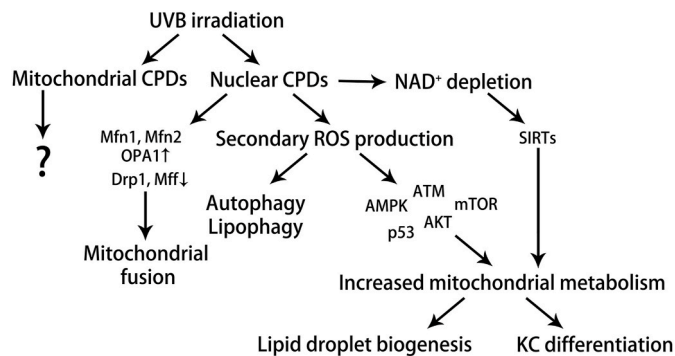 UVB irradiation
Mitochondrial CPDs
Nuclear CPDs
NAD⁺ depletion
Mfn1, Mfn2
OPA1↑
Drp1, Mff↓
Secondary ROS production
SIRTs
?
Autophagy
Lipophagy
ATM
AMPK
mTOR
AKT
p53
Mitochondrial
fusion
Increased mitochondrial metabolism
Lipid droplet biogenesis
KC differentiation